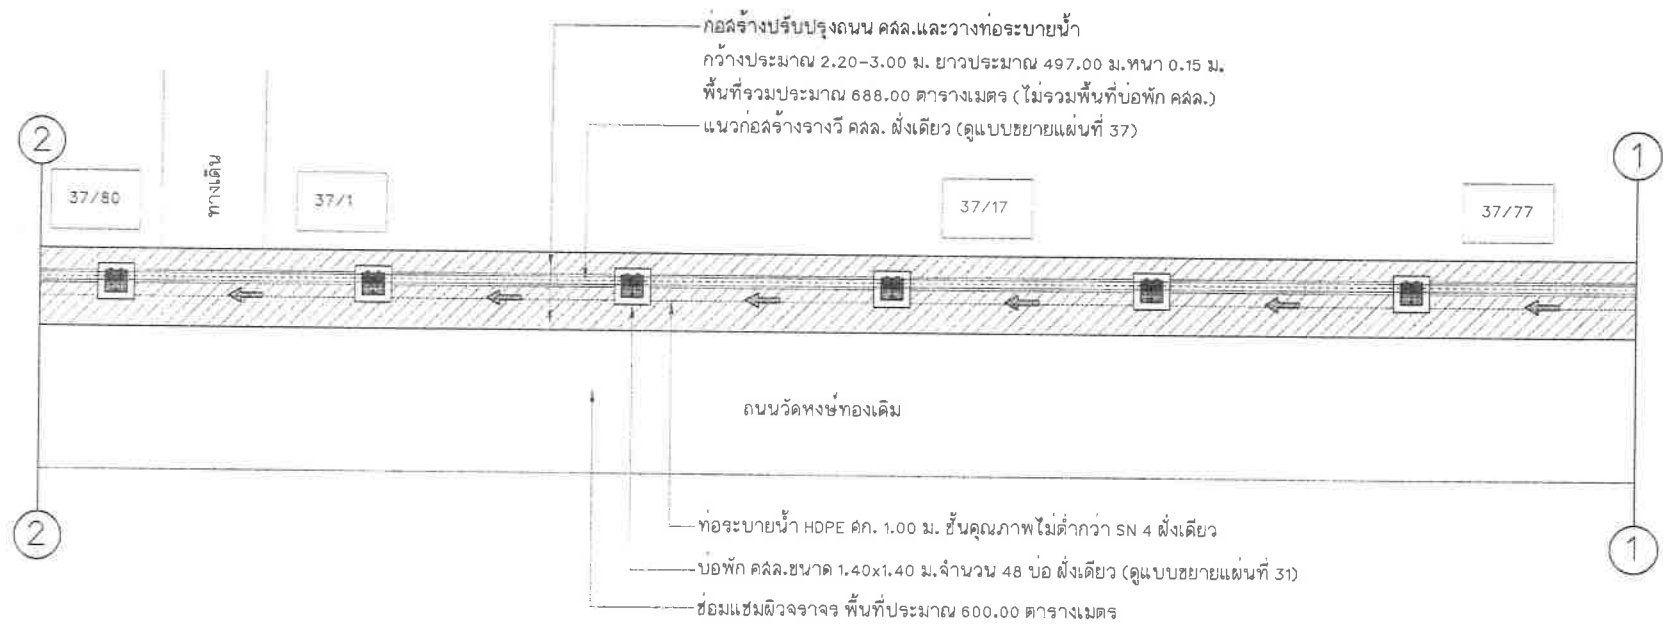 ก่อสร้างปรับปรุงถนน คสล.และวางท่อระบายน้ำ
กว้างประมาณ 2.20-3.00 ม. ยาวประมาณ 497.00 ม.หนา 0.15 ม.
พื้นที่รวมประมาณ 688.00 ตารางเมตร (ไม่รวมพื้นที่บ่อพัก คสล.)
แนวก่อสร้างรางวี คสล. ฝั่งเดียว (ดูแบบขยายแผ่นที่ 37)
2
1
37/80
ทางเดิน
37/1
37/17
37/77
ถนนวัดหงษ์ทองเดิม
2
1
ท่อระบายน้ำ HDPE ศก. 1.00 ม. ชั้นคุณภาพไม่ต่ำกว่า SN 4 ฝั่งเดียว
บ่อพัก คสล.ขนาด 1.40x1.40 ม.จำนวน 48 บ่อ ฝั่งเดียว (ดูแบบขยายแผ่นที่ 31)
ซ่อมแซมผิวจราจร พื้นที่ประมาณ 600.00 ตารางเมตร